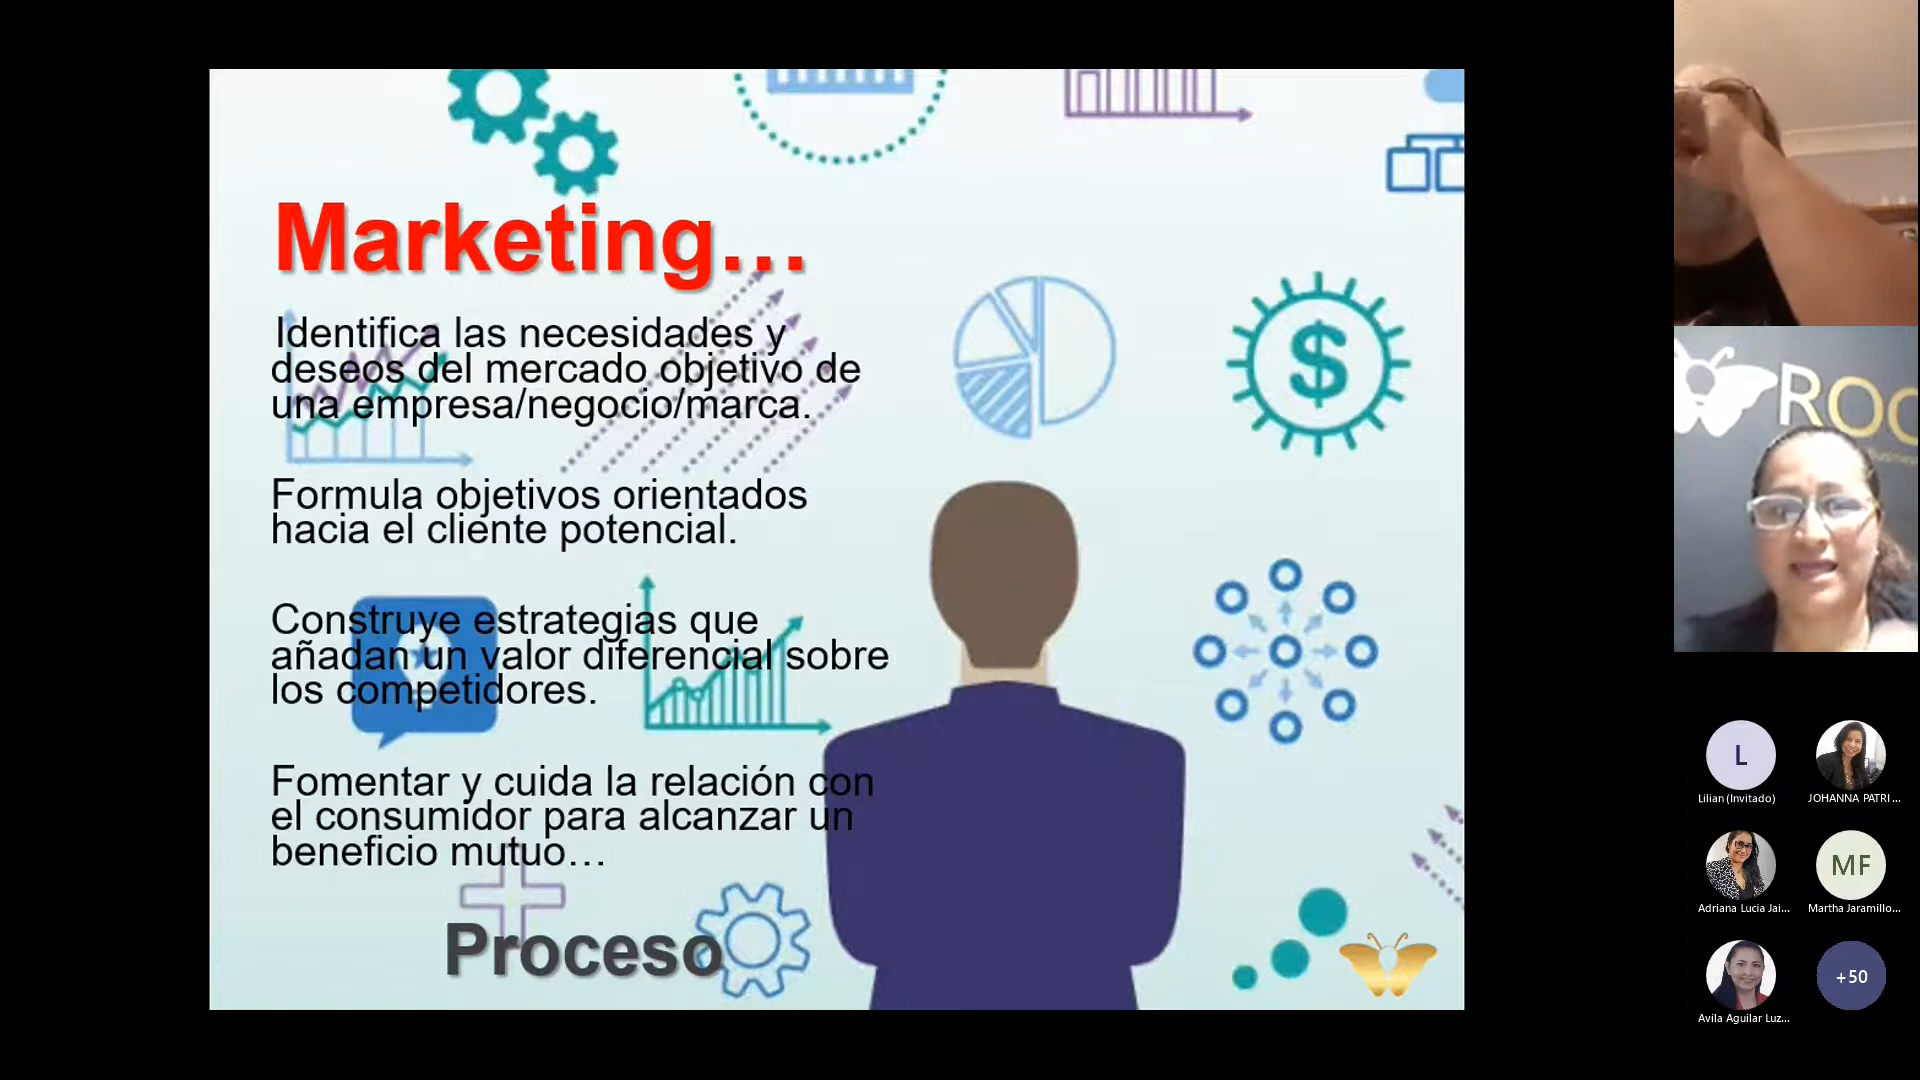 Marketing...
Identifica las necesidades y
deseos del mercado objetivo de
una empresa/negocio/marca.
Formula objetivos orientados
hacia el cliente potencial.
Construye estrategias que
añadan un valor diferencial sobre
los competidores.
Fomentar y cuida la relación con
el consumidor para alcanzar un
beneficio mutuo...
Proceso
$
ROC
L
Lilian (Invitado)
JOHANNA PATRI...
Adriana Lucia Jai...
MF
Martha Jaramillo...
Avila Aguilar Luz...
+50